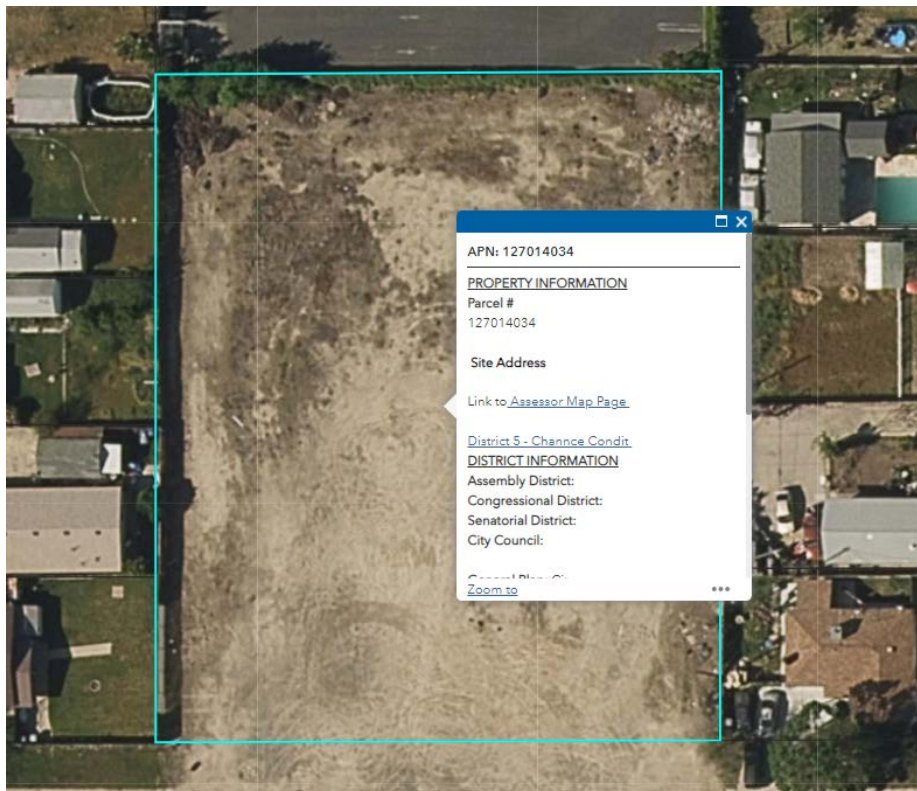 APN: 127014034
PROPERTY INFORMATION
Parcel #
127014034
Site Address
Link to Assessor Map Page
District 5 - Channce Condit
DISTRICT INFORMATION
Assembly District:
Congressional District:
Senatorial District:
City Council:
Zoom to